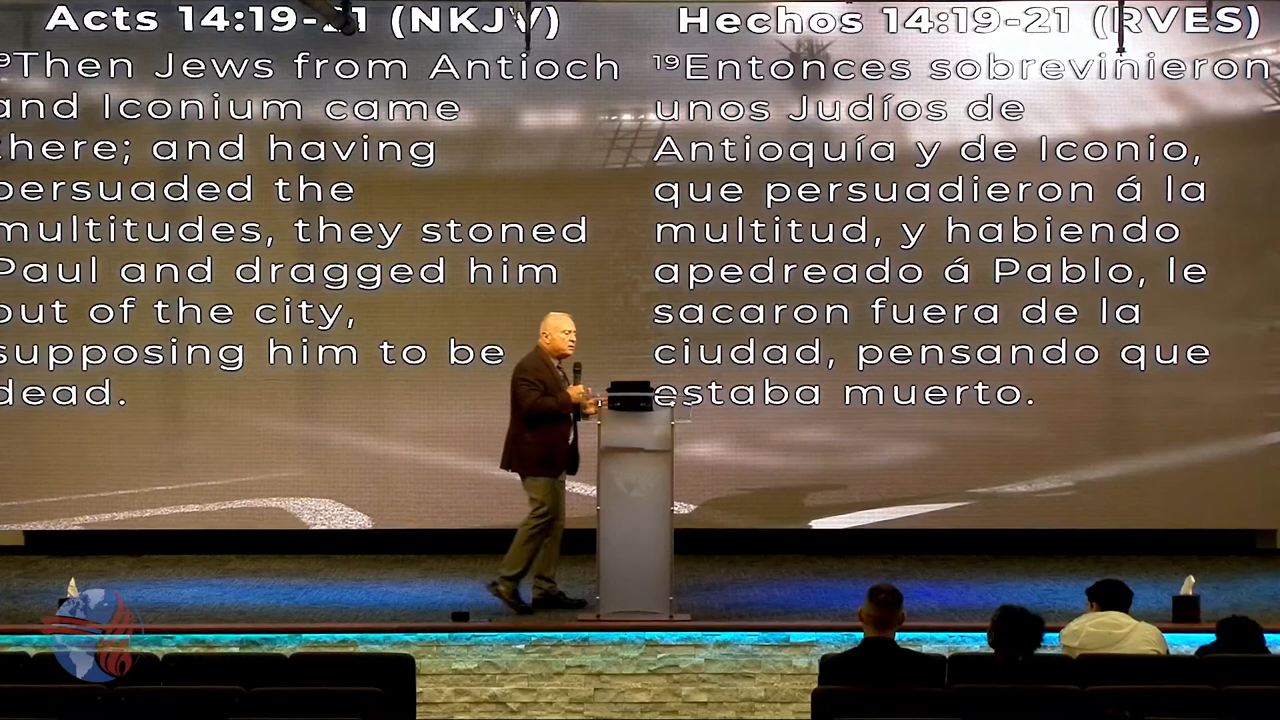 Acts 14:19-21 (NKJV)
⁹Then Jews from Antioch
and Iconium came
there; and having
persuaded the
multitudes, they stoned
Paul and dragged him
out of the city,
supposing him to be
dead.
Hechos 14:19-21 (RVES)
¹⁹Entonces sobrevinieron
unos Judíos de
Antioquía y de Iconio,
que persuadieron á la
multitud, y habiendo
apedreado á Pablo, le
sacaron fuera de la
ciudad, pensando que
estaba muerto.